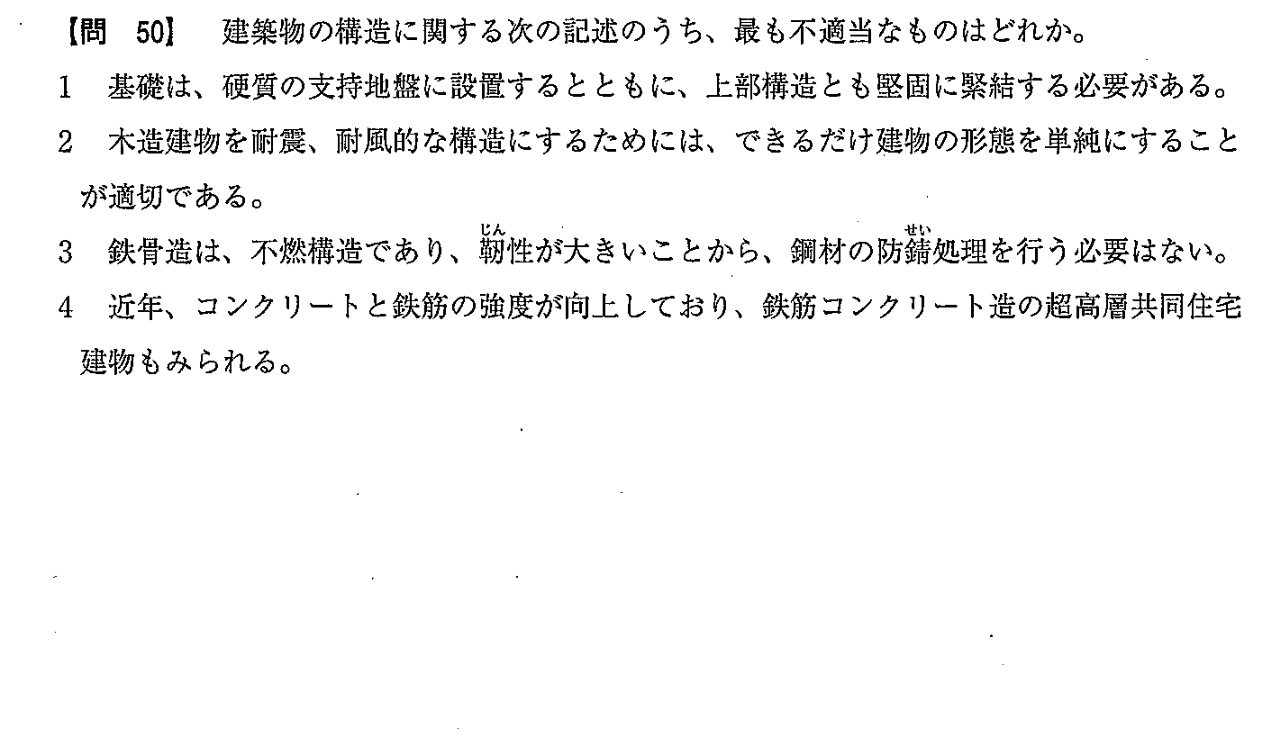 【問　50】　建築物の構造に関する次の記述のうち、最も不適当なものはどれか。
1　基礎は、硬質の支持地盤に設置するとともに、上部構造とも堅固に緊結する必要がある。
2　木造建物を耐震、耐風的な構造にするためには、できるだけ建物の形態を単純にすること
が適切である。
じん　せい
3　鉄骨造は、不燃構造であり、靭性が大きいことから、鋼材の防錆処理を行う必要はない。
4　近年、コンクリートと鉄筋の強度が向上しており、鉄筋コンクリート造の超高層共同住宅
建物もみられる。